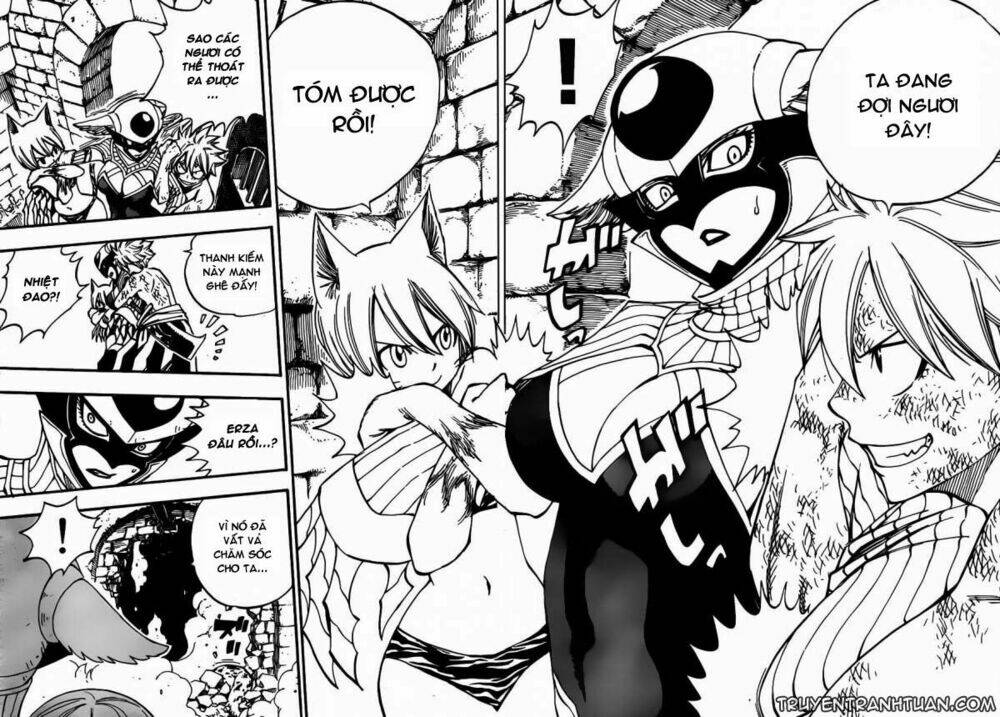 TA ĐANG
ĐỢI NGƯƠI
ĐÂY!
!
TÓM ĐƯỢC
RỒI!
SAO CÁC
NGƯƠI CÓ
THỂ THOÁT
RA ĐƯỢC
...
THANH KIẾM
NÀY MẠNH
GHÊ ĐẤY!
NHIỆT
ĐAO?!
ERZA
ĐÂU RỒI...?
VÌ NÓ ĐÃ
VẤT VẢ
CHĂM SÓC
CHO TA...
!
TRUYENTRANHTUAN.COM